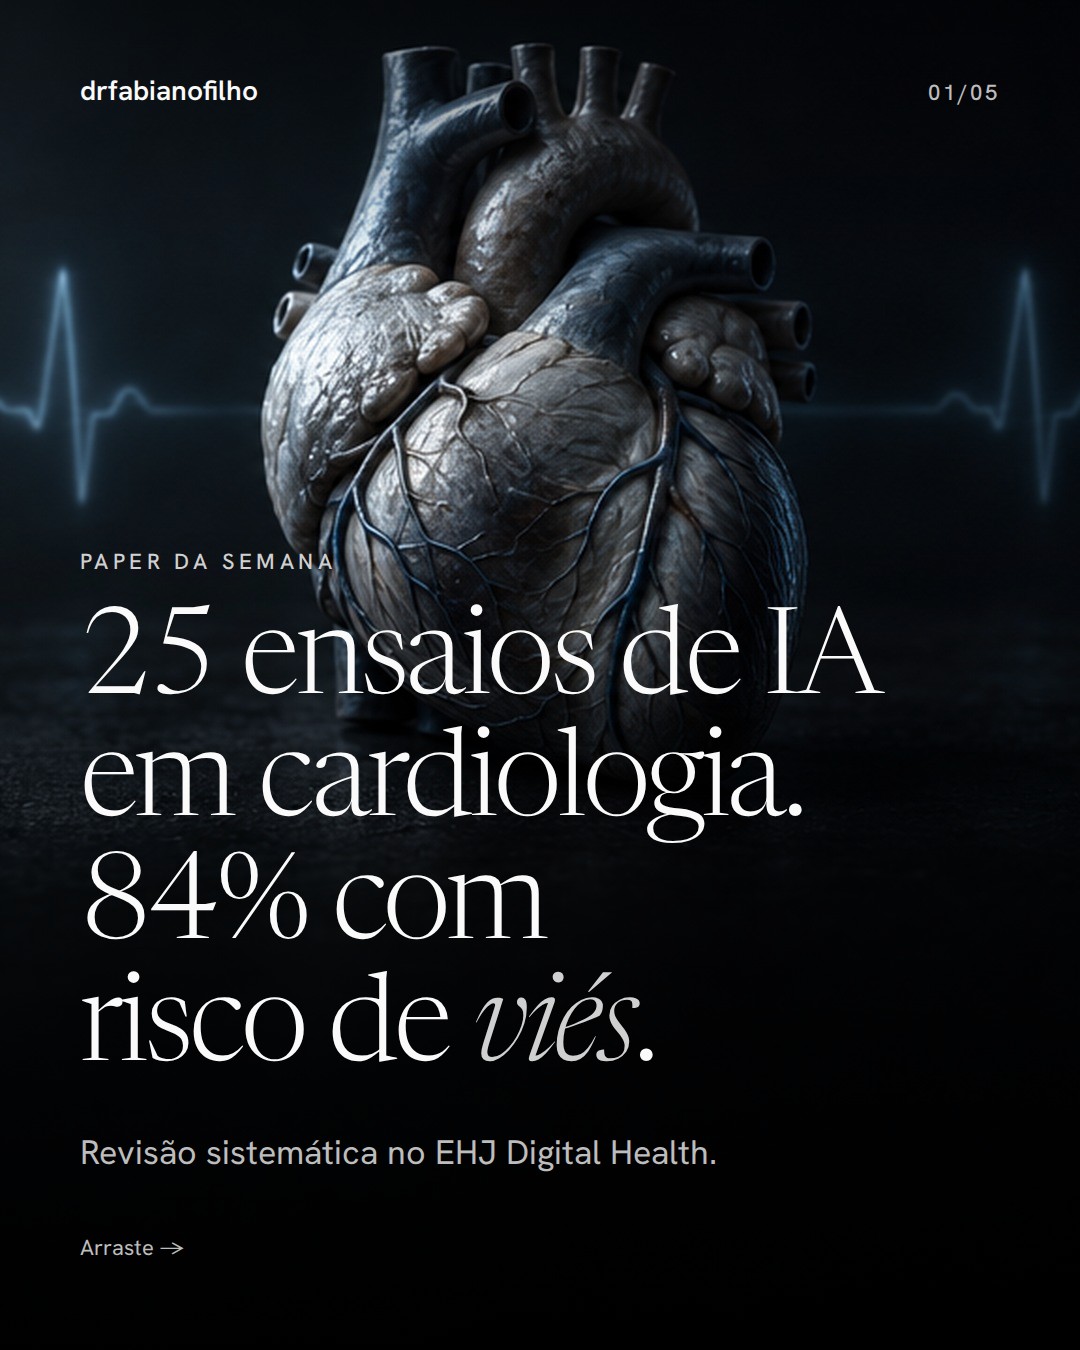 drfabianofilho
01/05
PAPER DA SEMANA
25 ensaios de IA
em cardiologia.
84% com
risco de viés.
Revisão sistemática no EHJ Digital Health.
Arraste →